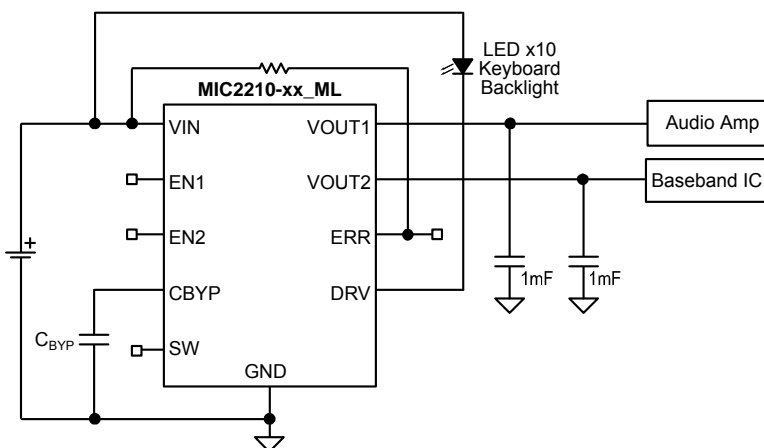 LED x10
Keyboard
Backlight
MIC2210-xx_ML
VIN
VOUT1
Audio Amp
EN1
VOUT2
Baseband IC
EN2
ERR
+
CBYP
DRV
1mF
1mF
CBYP
SW
GND